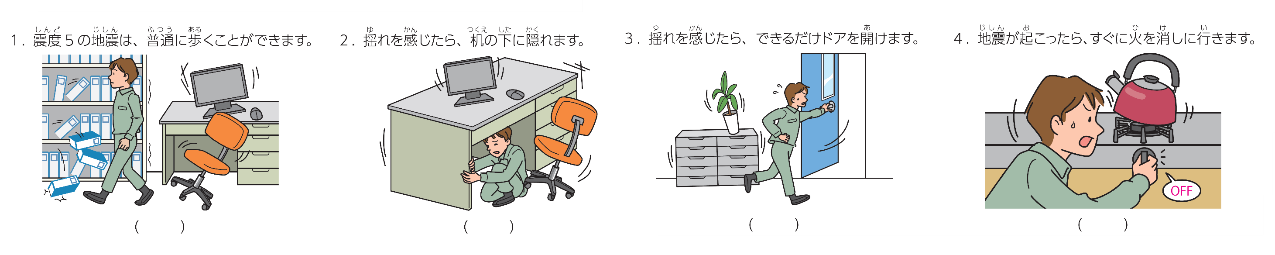 1. 震度5の地震は、普通に歩くことができます。
2. 揺れを感じたら、机の下に隠れます。
3. 揺れを感じたら、できるだけドアを開けます。
4. 地震が起こったら、すぐに火を消しに行きます。
OFF
(　　)
(　　)
(　　)
(　　)